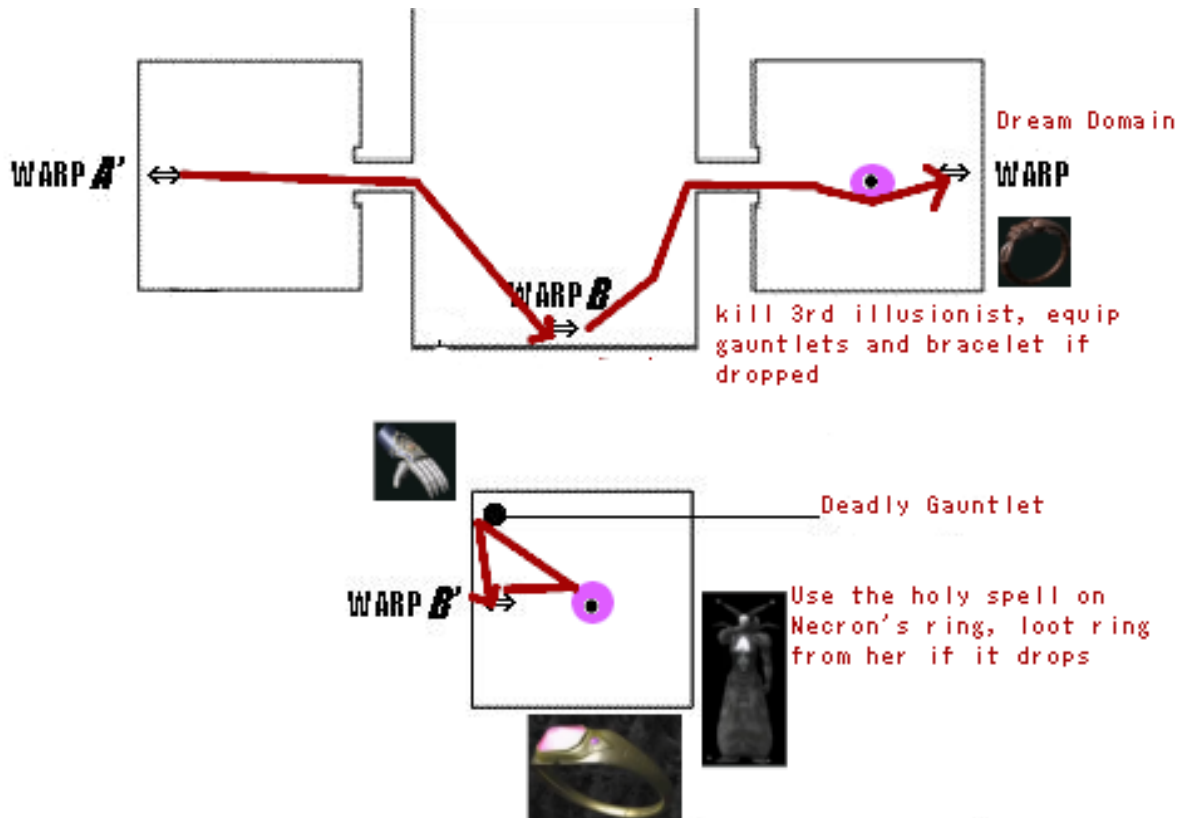 Dream Domain
WARP A'
WARP
WARP B
kill 3rd illusionist, equip
gauntlets and bracelet if
dropped
Deadly Gauntlet
WARP B'
Use the holy spell on
Necron's ring, loot ring
from her if it drops